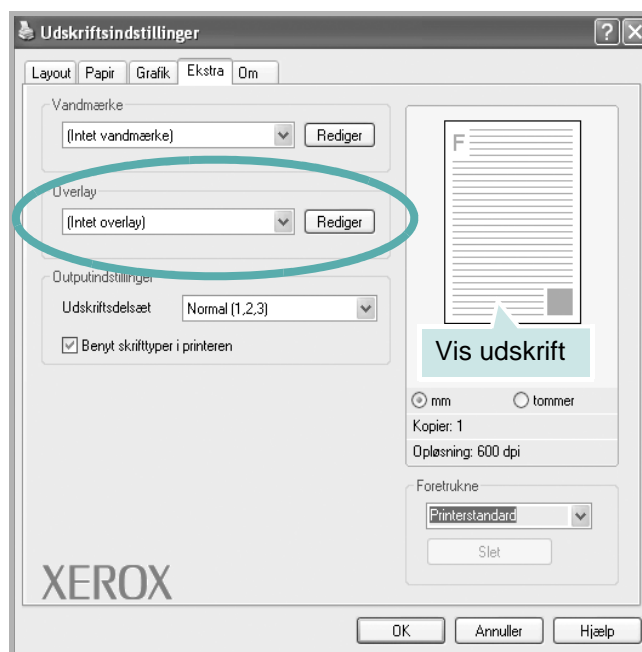 Udskriftsindstillinger
Layout Papir Grafik Ekstra Om
Vandmærke
(Intet vandmærke) Rediger
Overlay
(Intet overlay) Rediger
Outputindstillinger
Udskriftsdelsæt Normal (1,2,3)
Benyt skrifttyper i printeren
F
Vis udskrift
mm tommer
Kopier: 1
Opløsning: 600 dpi
Foretrukne
Printerstandard
Slet
XEROX
OK Annuller Hjælp